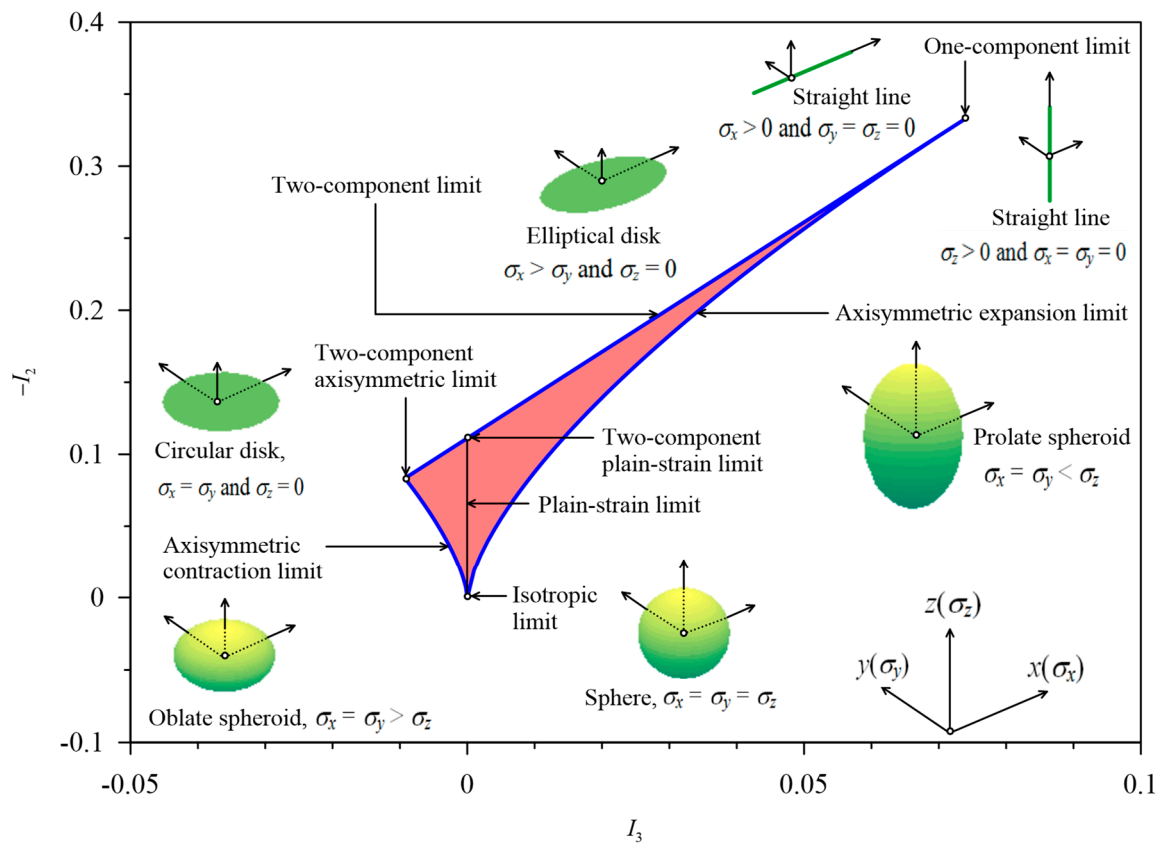 0.4
0.3
0.2
0.1
0
-0.1
-0.05
0
0.05
0.1
−I₂
I₃
One-component limit
Straight line
σx > 0 and σy = σz = 0
Two-component limit
Elliptical disk
σx > σy and σz = 0
Straight line
σz > 0 and σx = σy = 0
Axisymmetric expansion limit
Two-component
axisymmetric limit
Circular disk,
σx = σy and σz = 0
Two-component
plain-strain limit
Prolate spheroid
σx = σy < σz
Plain-strain limit
Axisymmetric
contraction limit
Isotropic
limit
Oblate spheroid, σx = σy > σz
Sphere, σx = σy = σz
z(σz)
y(σy)
x(σx)